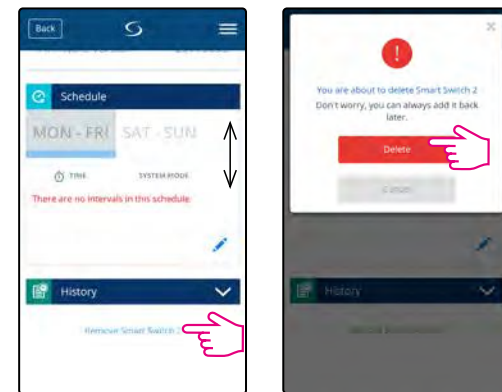 Back
Schedule
MON - FRI SAT - SUN
TIME SYSTEM MODE
There are no intervals in this schedule
History
Remove Smart Switch 2
!
You are about to delete Smart Switch 2
Don't worry, you can always add it back
later.
Delete
Cancel
History